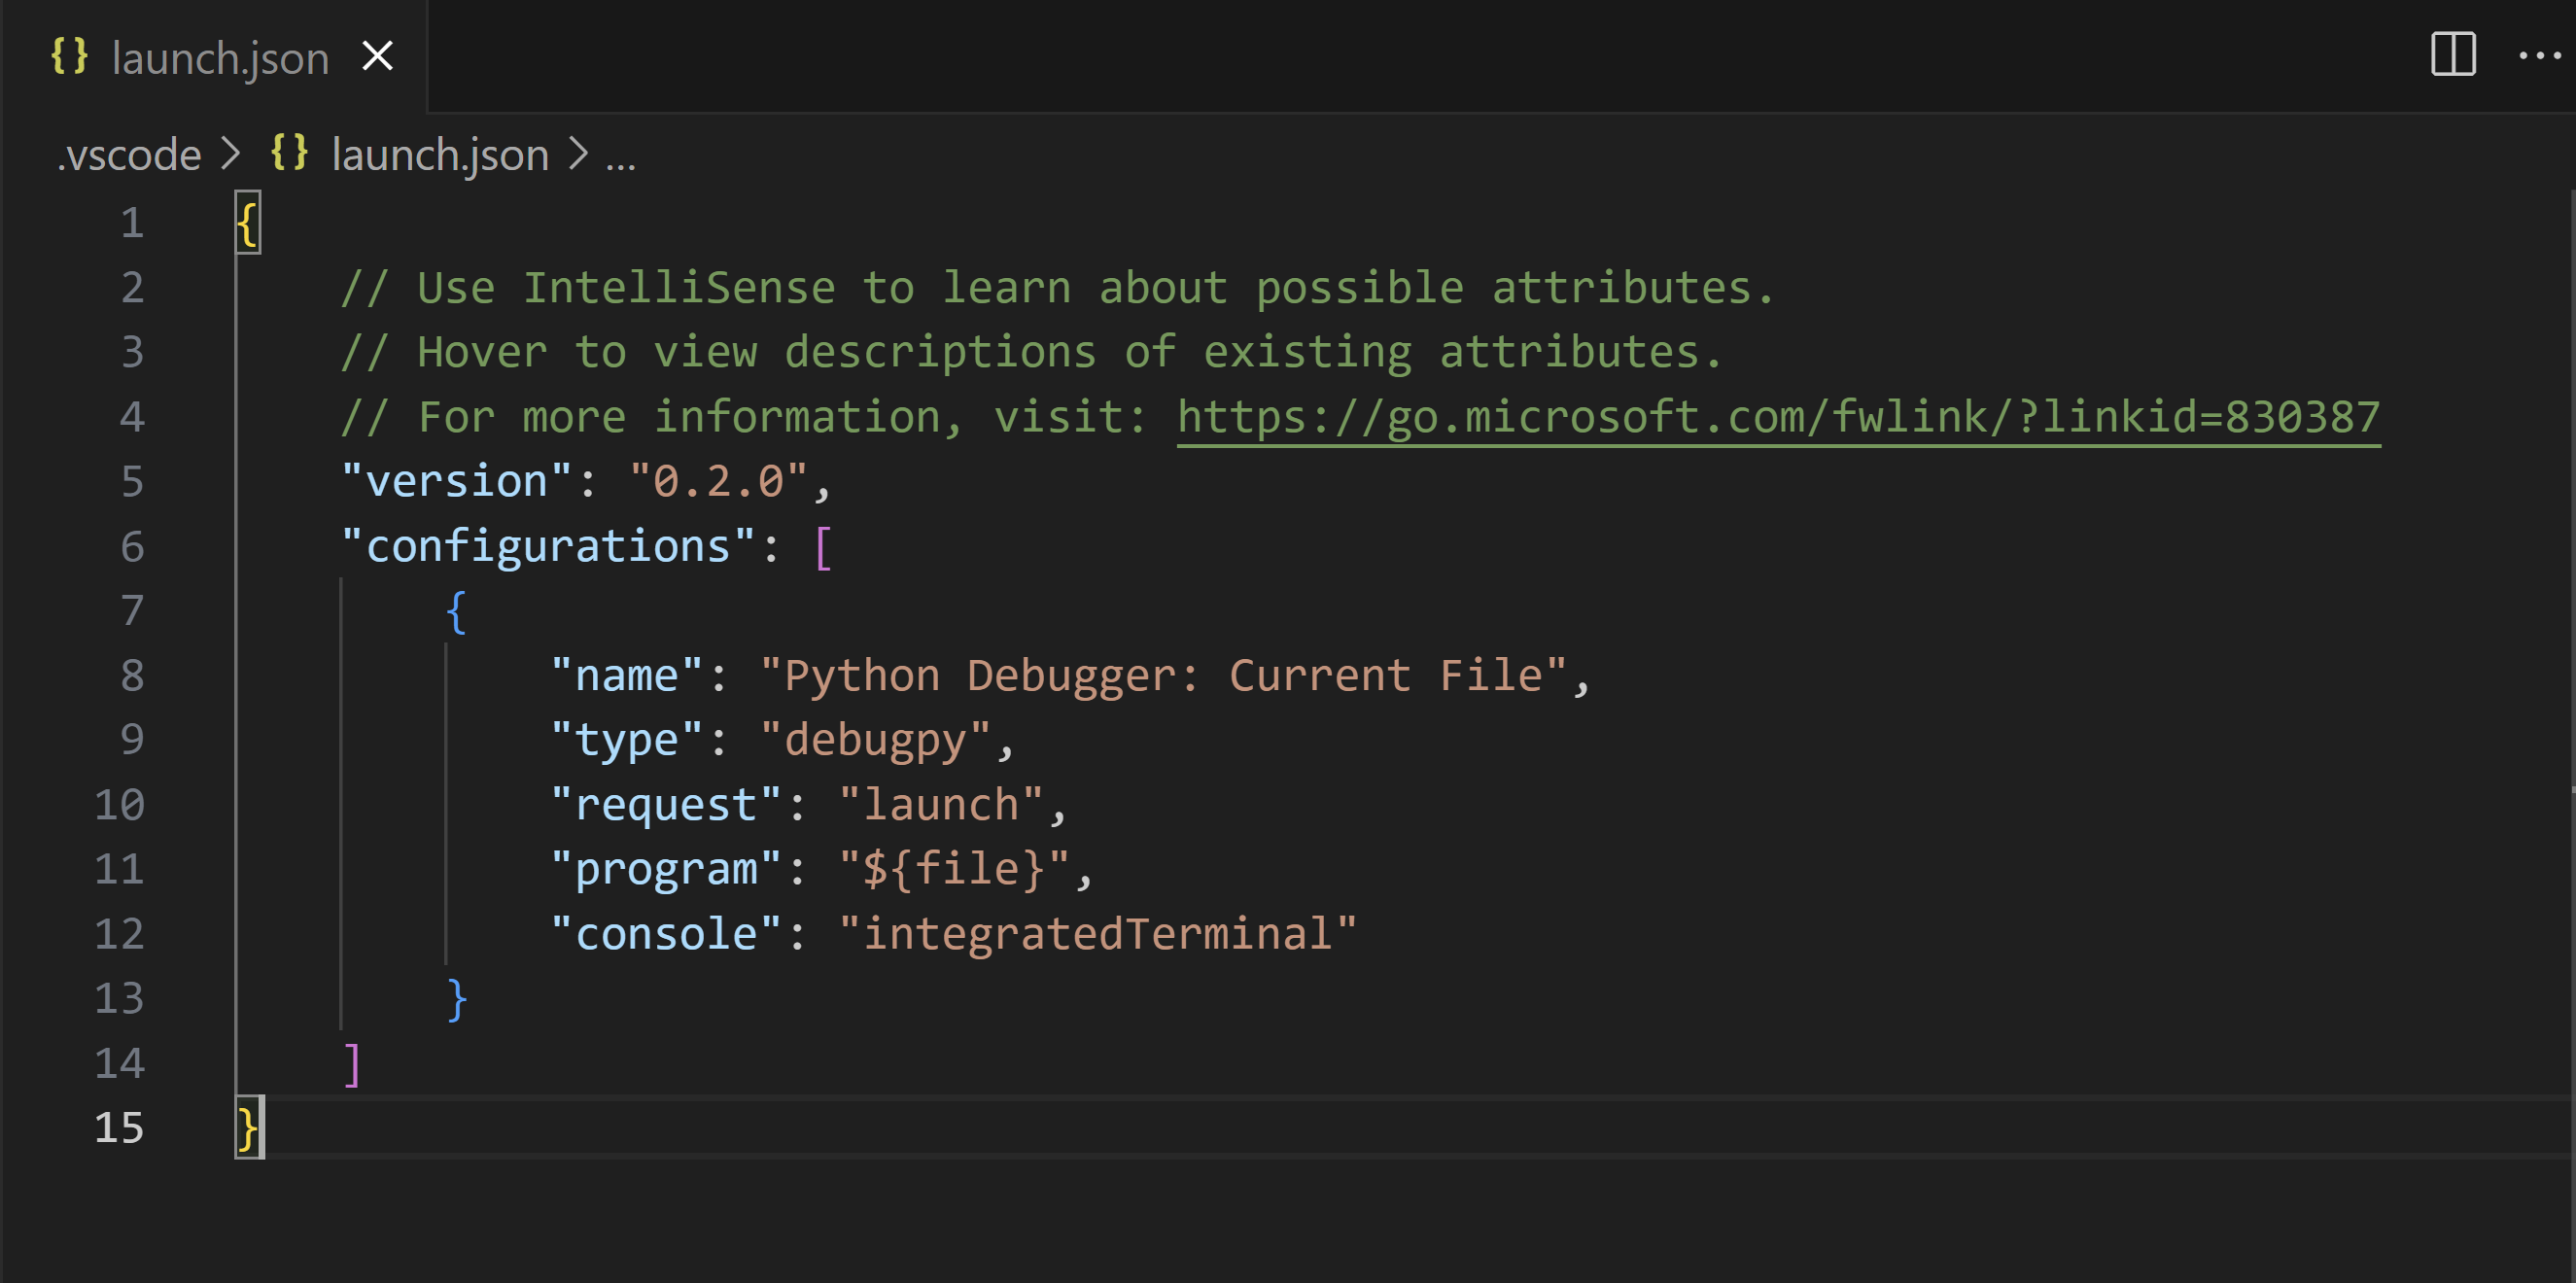 {} launch.json ×
.vscode > {} launch.json > ...
1 {
2     // Use IntelliSense to learn about possible attributes.
3     // Hover to view descriptions of existing attributes.
4     // For more information, visit: https://go.microsoft.com/fwlink/?linkid=830387
5     "version": "0.2.0",
6     "configurations": [
7         {
8             "name": "Python Debugger: Current File",
9             "type": "debugpy",
10             "request": "launch",
11             "program": "${file}",
12             "console": "integratedTerminal"
13         }
14     ]
15 }